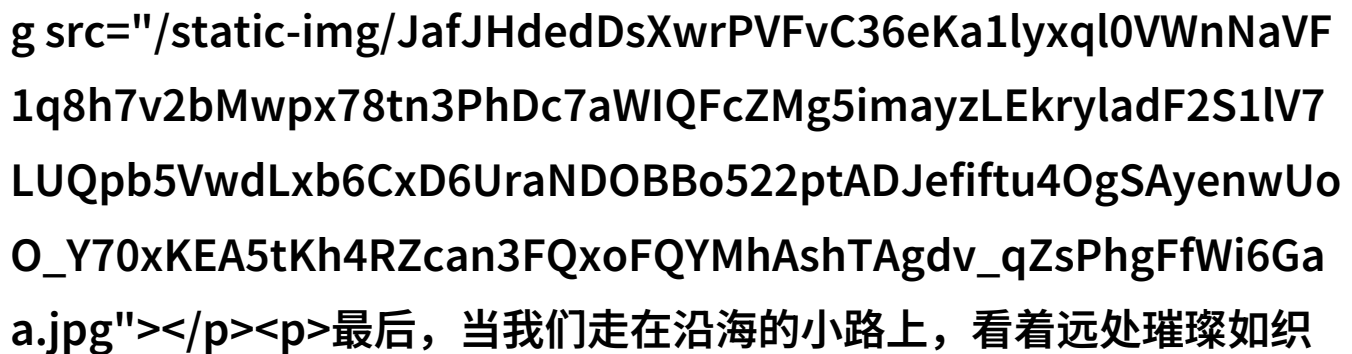 g src="/static-img/JafJHdedDsXwrPVFvC36eKa1lyxql0VWnNaVF
1q8h7v2bMwpx78tn3PhDc7aWIQFcZMg5imayzLEkryladF2S1lV7
LUQpb5VwdLxb6CxD6UraNDOBBo522ptADJefiftu4OgSAyenwUo
O_Y70xKEA5tKh4RZcan3FQxoFQYMhAshTAgdv_qZsPhgFfWi6Ga
a.jpg"></p><p>最后，当我们走在沿海的小路上，看着远处璀璨如织